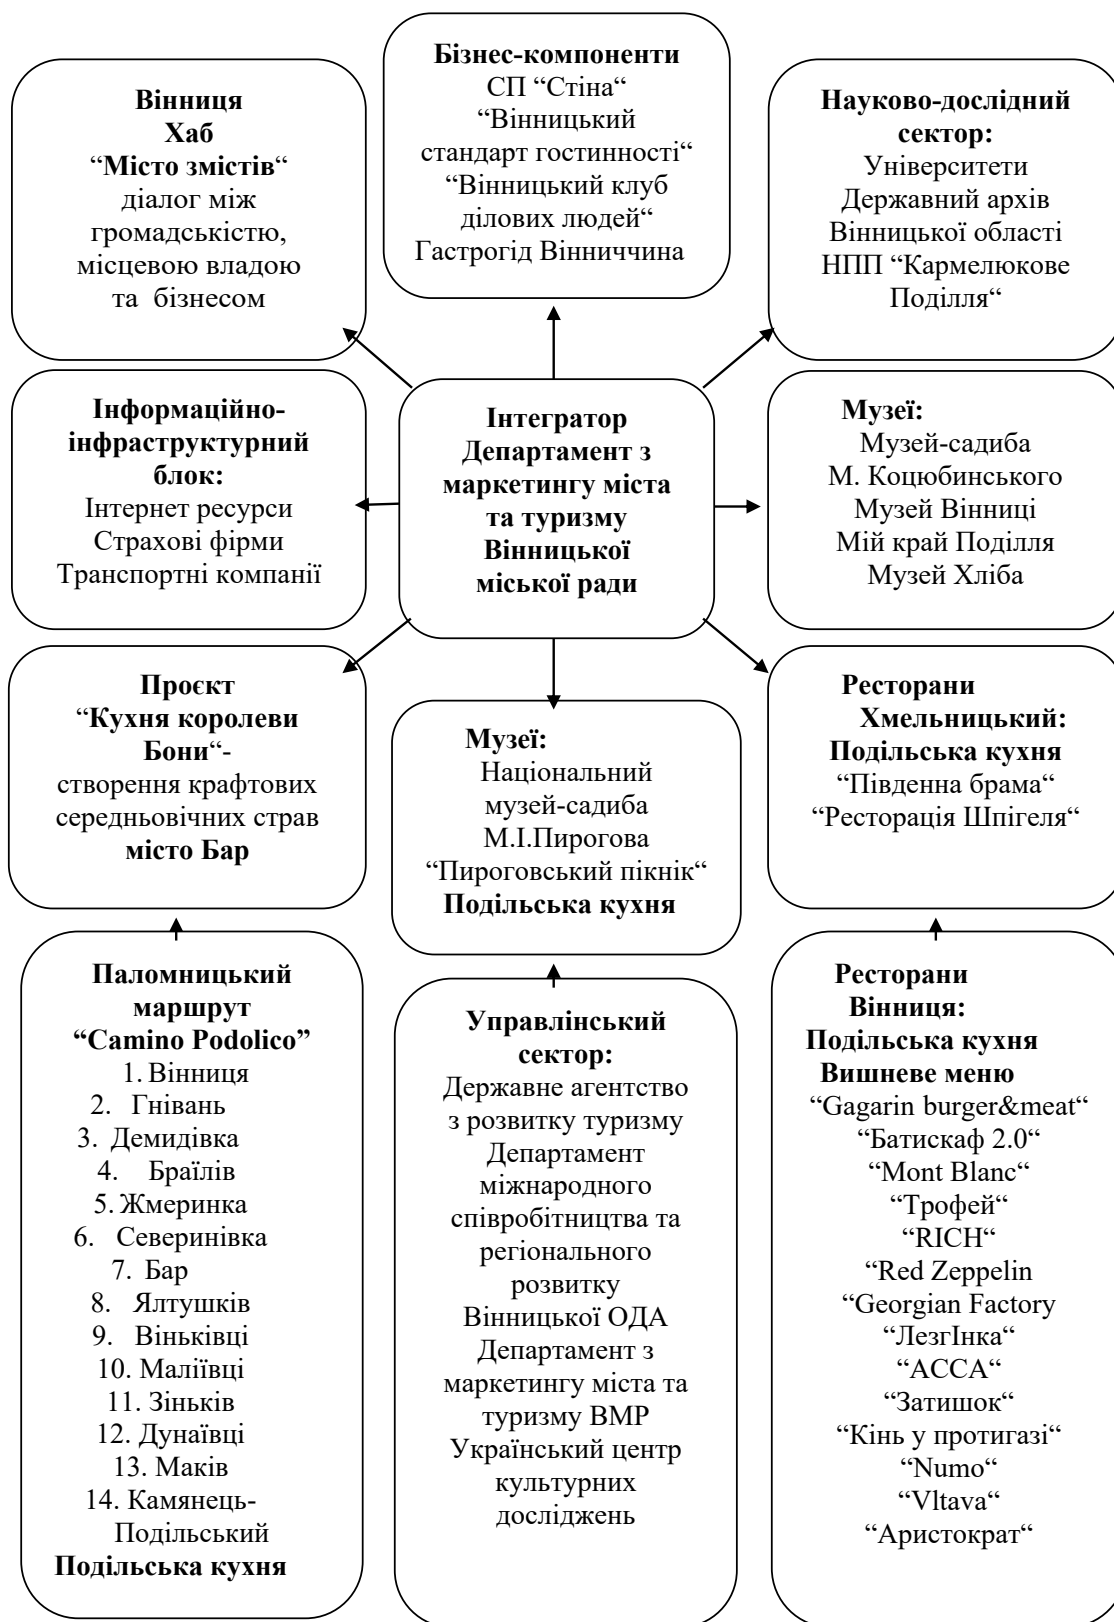 Вінниця
Хаб
“Місто змістів“
діалог між
громадськістю,
місцевою владою
та бізнесом
Бізнес-компоненти
СП “Стіна“
“Вінницький
стандарт гостинності“
“Вінницький клуб
ділових людей“
Гастрогід Вінниччина
Науково-дослідний
сектор:
Університети
Державний архів
Вінницької області
НПП “Кармелюкове
Поділля“
Інформаційно-
інфраструктурний
блок:
Інтернет ресурси
Страхові фірми
Транспортні компанії
Інтегратор
Департамент з
маркетингу міста
та туризму
Вінницької
міської ради
Музеї:
Музей-садиба
М. Коцюбинського
Музей Вінниці
Мій край Поділля
Музей Хліба
Проєкт
“Кухня королеви
Бони“-
створення крафтових
середньовічних страв
місто Бар
Музеї:
Національний
музей-садиба
М.І.Пирогова
“Пироговський пікнік“
Подільська кухня
Ресторани
Хмельницький:
Подільська кухня
“Південна брама“
“Ресторація Шпігеля“
Паломницький
маршрут
“Camino Podolico”
1. Вінниця
2. Гнівань
3. Демидівка
4. Браїлів
5. Жмеринка
6. Северинівка
7. Бар
8. Ялтушків
9. Віньківці
10. Маліївці
11. Зіньків
12. Дунаївці
13. Маків
14. Камянець-
Подільський
Подільська кухня
Управлінський
сектор:
Державне агентство
з розвитку туризму
Департамент
міжнародного
співробітництва та
регіонального
розвитку
Вінницької ОДА
Департамент з
маркетингу міста та
туризму ВМР
Український центр
культурних
досліджень
Ресторани
Вінниця:
Подільська кухня
Вишневе меню
“Gagarin burger&meat“
“Батискаф 2.0“
“Mont Blanc“
“Трофей“
“RICH“
“Red Zeppelin
“Georgian Factory
“ЛезгІнка“
“АССА“
“Затишок“
“Кінь у протигазі“
“Numo“
“Vltava“
“Аристократ“